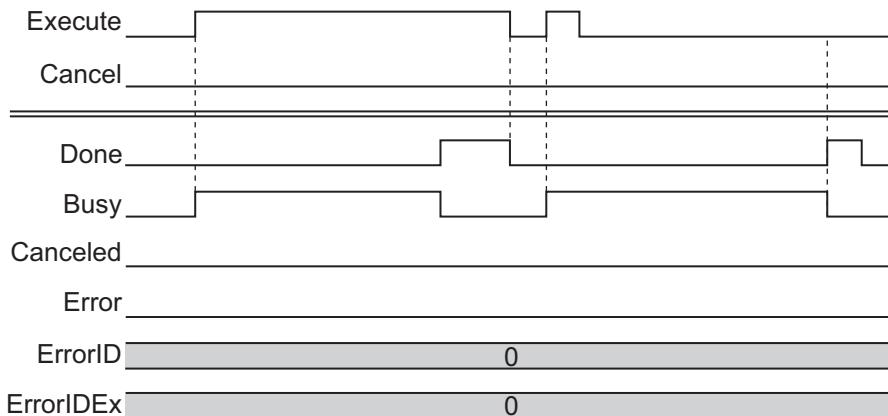 Execute
Cancel
Done
Busy
Canceled
Error
ErrorID 0
ErrorIDEx 0